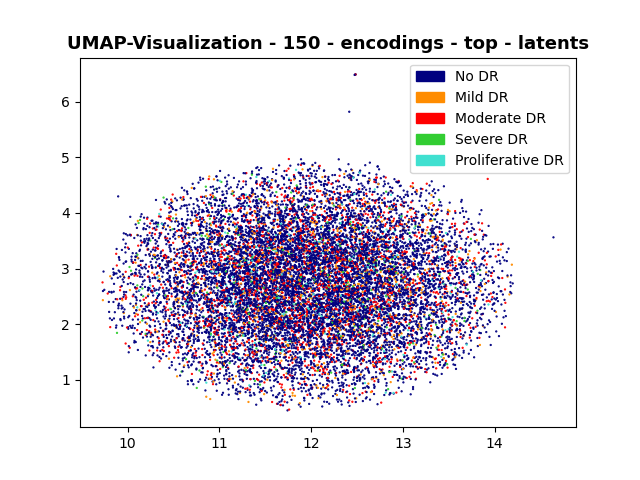 UMAP-Visualization - 150 - encodings - top - latents
No DR
Mild DR
Moderate DR
Severe DR
Proliferative DR
6
5
4
3
2
1
10 11 12 13 14